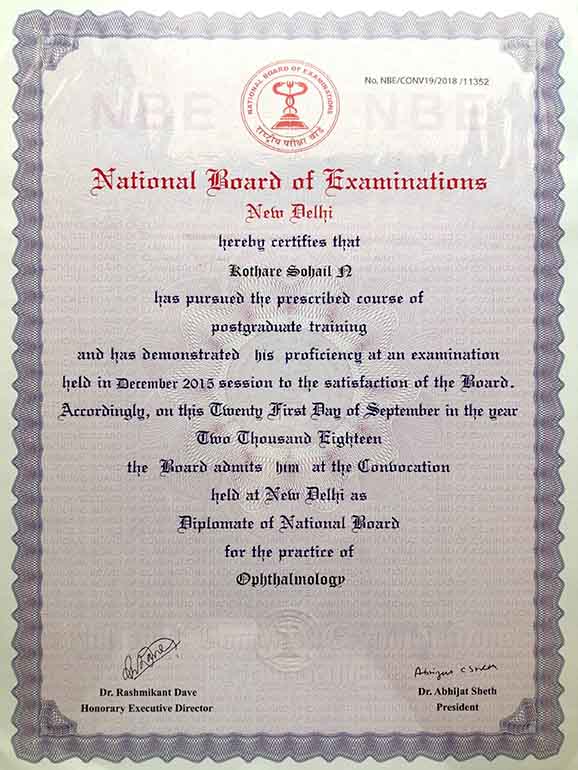 No. NBE/CONV19/2018 /11352
NATIONAL BOARD OF EXAMINATIONS
राष्ट्रीय परीक्षा बोर्ड
National Board of Examinations
New Delhi
hereby certifies that
Kothare Sohail N
has pursued the prescribed course of
postgraduate training
and has demonstrated his proficiency at an examination
held in December 2015 session to the satisfaction of the Board.
Accordingly, on this Twenty First Day of September in the year
Two Thousand Eighteen
the Board admits him at the Convocation
held at New Delhi as
Diplomate of National Board
for the practice of
Ophthalmology
Dr. Rashmikant Dave
Honorary Executive Director
Abhijat C Sheth
Dr. Abhijat Sheth
President